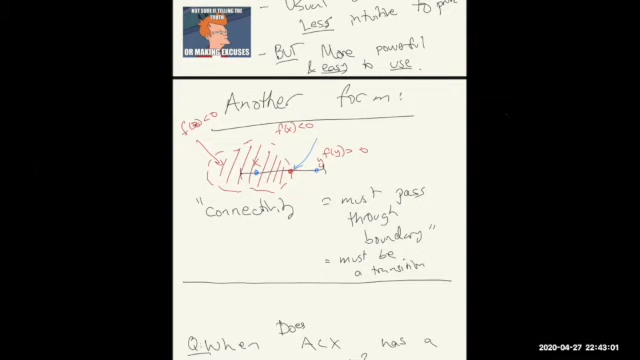 - Usual
Less intuitive to
- BUT More powerful
& easy to use.
NOT SURE IF TELLING THE TRUTH
OR MAKING EXCUSES
Another form:
f(x)<0
f(x)<0
f(y)> 0
x
y
"connectivity = must pass
through
boundary"
= must be
a transition
Does
Q: When A⊂X has a
2020-04-27 22:43:01